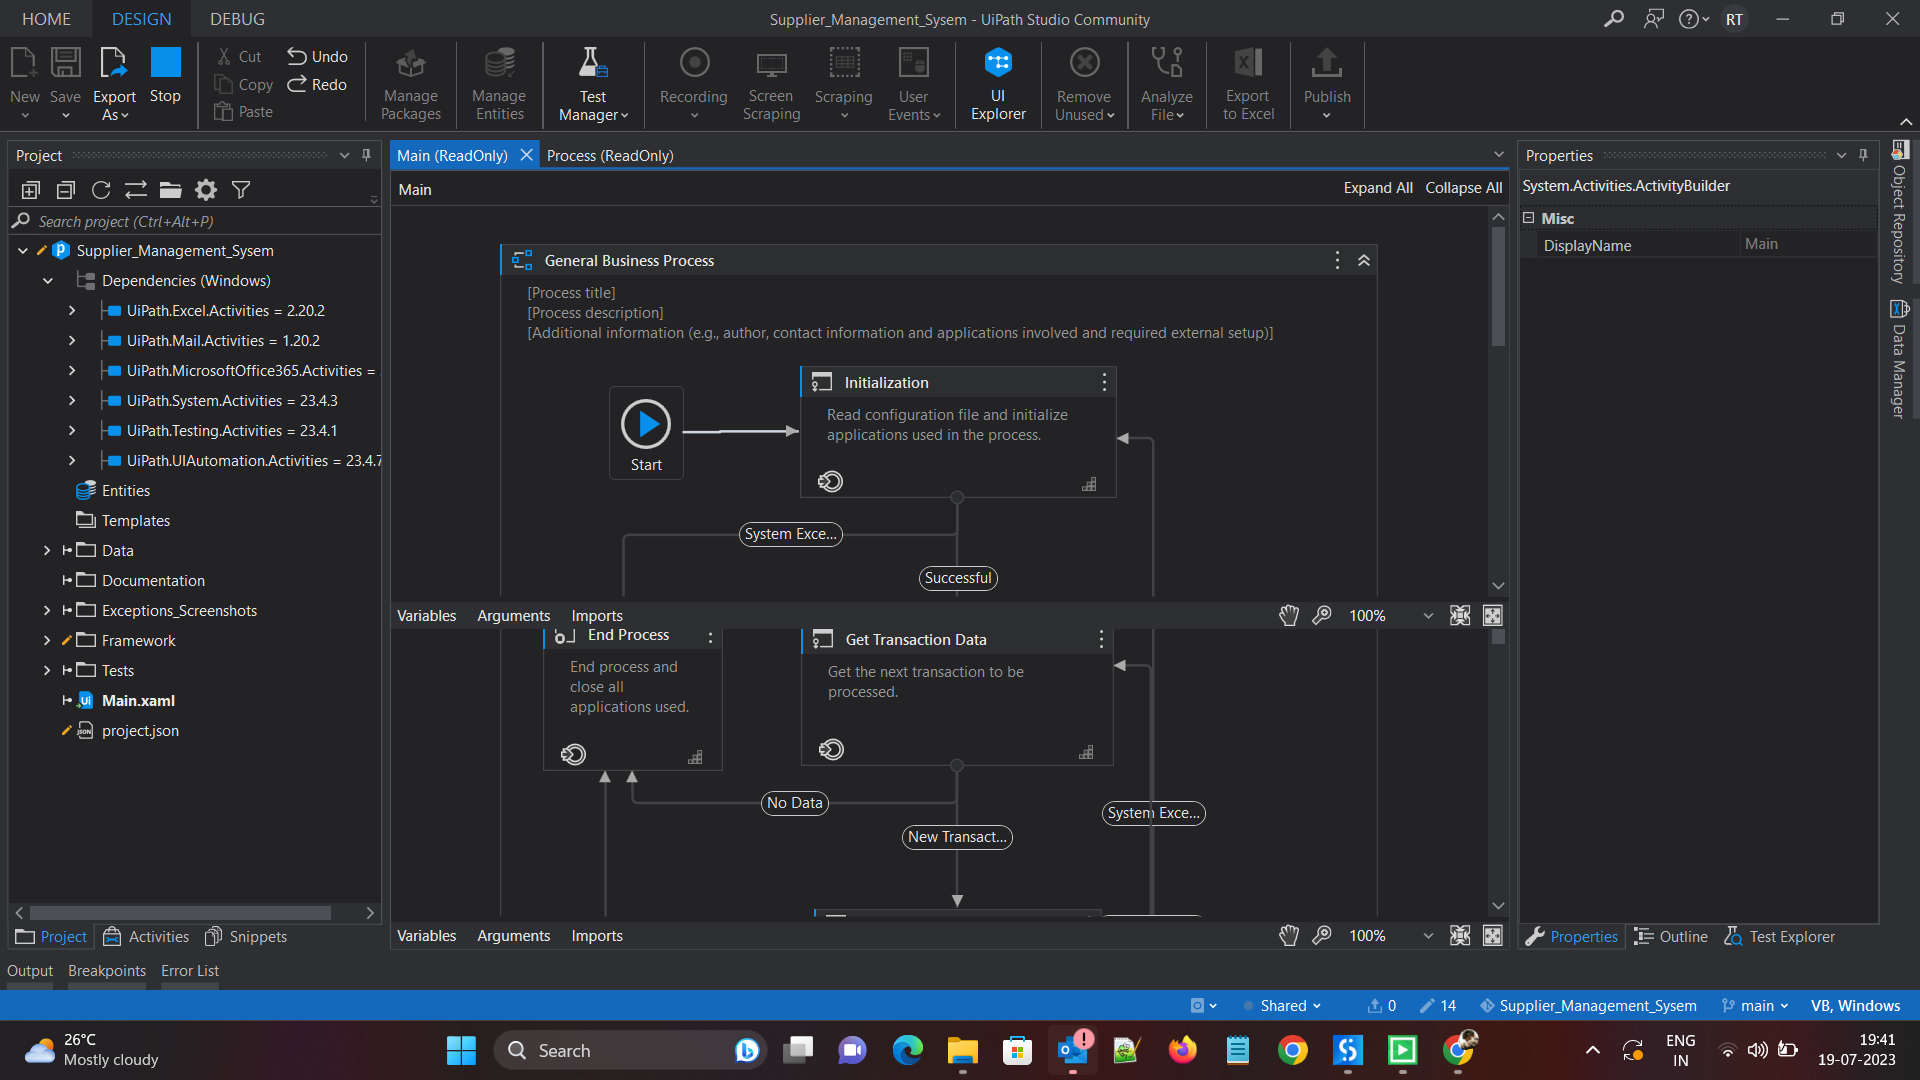 HOME DESIGN DEBUG
Supplier_Management_Sysem - UiPath Studio Community
RT
New
Save
Export As
Stop
Cut
Copy
Paste
Undo
Redo
Manage Packages
Manage Entities
Test Manager
Recording
Screen Scraping
Scraping
User Events
UI Explorer
Remove Unused
Analyze File
Export to Excel
Publish
Project
Search project (Ctrl+Alt+P)
Supplier_Management_Sysem
Dependencies (Windows)
UiPath.Excel.Activities = 2.20.2
UiPath.Mail.Activities = 1.20.2
UiPath.MicrosoftOffice365.Activities =
UiPath.System.Activities = 23.4.3
UiPath.Testing.Activities = 23.4.1
UiPath.UIAutomation.Activities = 23.4.7
Entities
Templates
Data
Documentation
Exceptions_Screenshots
Framework
Tests
Main.xaml
project.json
Project Activities Snippets
Main (ReadOnly) Process (ReadOnly)
Main
Expand All Collapse All
General Business Process
[Process title]
[Process description]
[Additional information (e.g., author, contact information and applications involved and required external setup)]
Start
Initialization
Read configuration file and initialize
applications used in the process.
System Exce...
Successful
Variables Arguments Imports 100%
End Process
End process and
close all
applications used.
Get Transaction Data
Get the next transaction to be
processed.
No Data
New Transact...
System Exce...
Variables Arguments Imports 100%
Properties
System.Activities.ActivityBuilder
Misc
DisplayName Main
Properties Outline Test Explorer
Object Repository
Data Manager
Output Breakpoints Error List
Shared 0 14 Supplier_Management_Sysem main VB, Windows
26°C
Mostly cloudy
Search
ENG
IN
19:41
19-07-2023